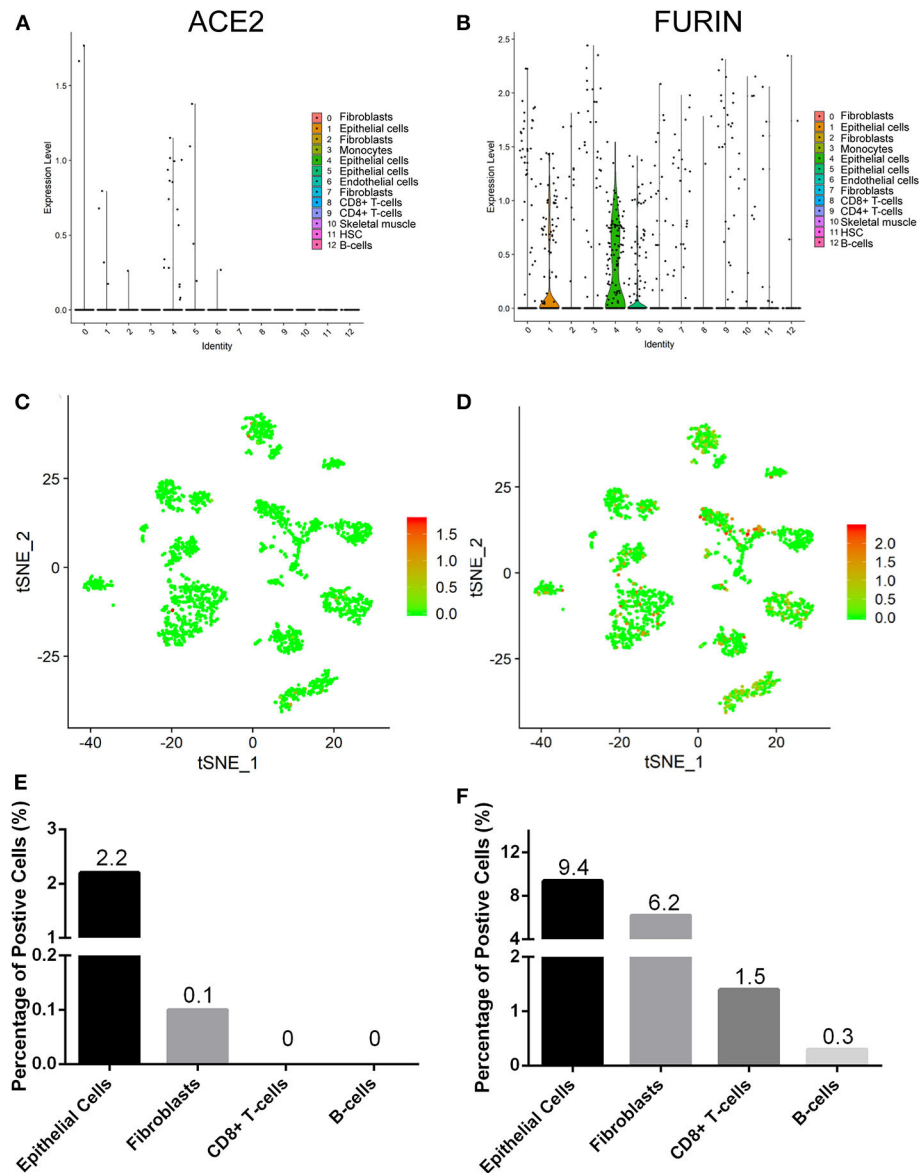 A
ACE2
Expression Level
1.5
1.0
0.5
0.0
0 1 2 3 4 5 6 7 8 9 10 11 12
Identity
0 Fibroblasts
1 Epithelial cells
2 Fibroblasts
3 Monocytes
4 Epithelial cells
5 Epithelial cells
6 Endothelial cells
7 Fibroblasts
8 CD8+ T-cells
9 CD4+ T-cells
10 Skeletal muscle
11 HSC
12 B-cells
B
FURIN
Expression Level
2.5
2.0
1.5
1.0
0.5
0.0
0 1 2 3 4 5 6 7 8 9 10 11 12
Identity
0 Fibroblasts
1 Epithelial cells
2 Fibroblasts
3 Monocytes
4 Epithelial cells
5 Epithelial cells
6 Endothelial cells
7 Fibroblasts
8 CD8+ T-cells
9 CD4+ T-cells
10 Skeletal muscle
11 HSC
12 B-cells
C
tSNE_2
25
0
-25
-40 -20 0 20
tSNE_1
1.5
1.0
0.5
0.0
D
tSNE_2
25
0
-25
-40 -20 0 20
tSNE_1
2.0
1.5
1.0
0.5
0.0
E
Percentage of Postive Cells (%)
3
2
1
0.2
0.1
0.0
2.2
0.1
0
0
Epithelial Cells
Fibroblasts
CD8+ T-cells
B-cells
F
Percentage of Postive Cells (%)
12
8
4
2
1
0
9.4
6.2
1.5
0.3
Epithelial Cells
Fibroblasts
CD8+ T-cells
B-cells